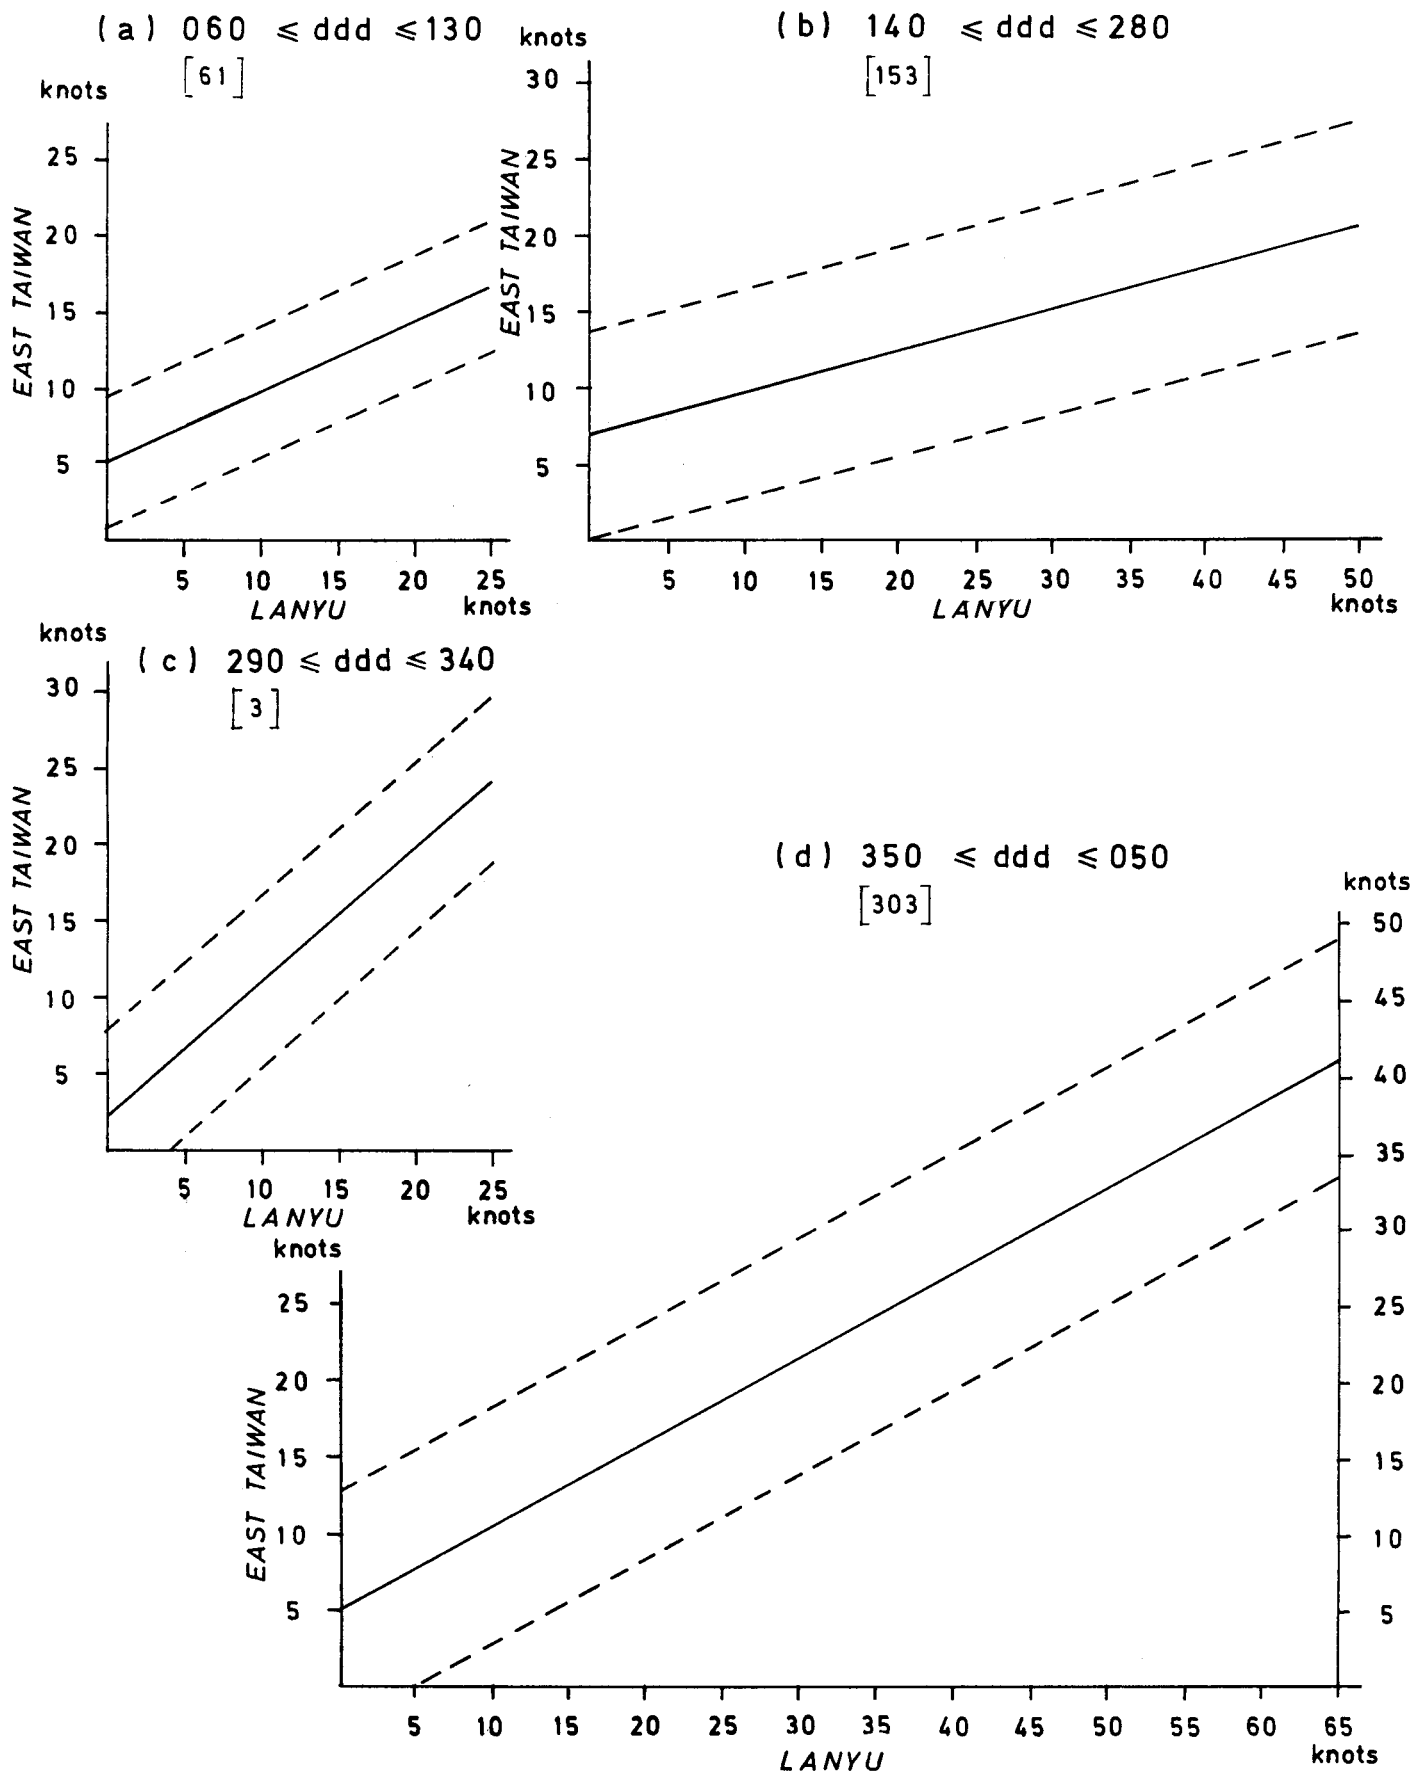 (a) 060 ⩽ ddd ⩽ 130
[61]
knots
25
20
15
10
5
EAST TAIWAN
5 10 15 20 25
LANYU knots
(b) 140 ⩽ ddd ⩽ 280
[153]
knots
30
25
20
15
10
5
EAST TAIWAN
5 10 15 20 25 30 35 40 45 50
LANYU knots
(c) 290 ⩽ ddd ⩽ 340
[3]
knots
30
25
20
15
10
5
EAST TAIWAN
5 10 15 20 25
LANYU knots
(d) 350 ⩽ ddd ⩽ 050
[303]
knots
25
20
15
10
5
EAST TAIWAN
knots
50
45
40
35
30
25
20
15
10
5
5 10 15 20 25 30 35 40 45 50 55 60 65
LANYU knots